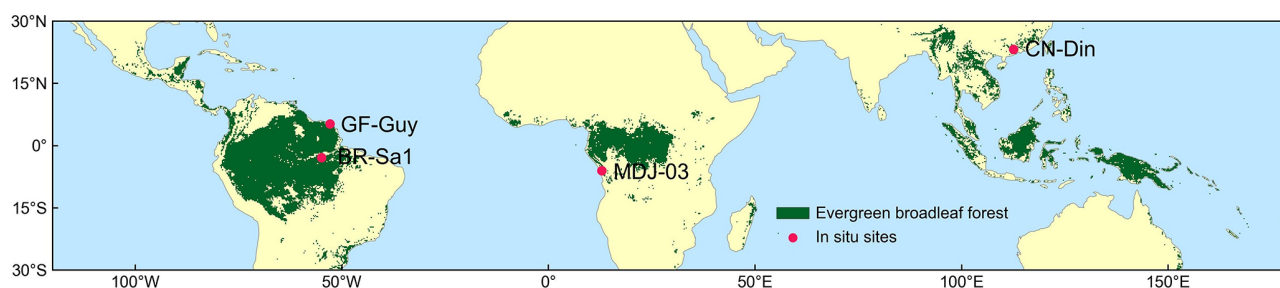 30°N
15°N
0°
15°S
30°S
CN-Din
GF-Guy
BR-Sa1
MDJ-03
Evergreen broadleaf forest
In situ sites
100°W
50°W
0°
50°E
100°E
150°E